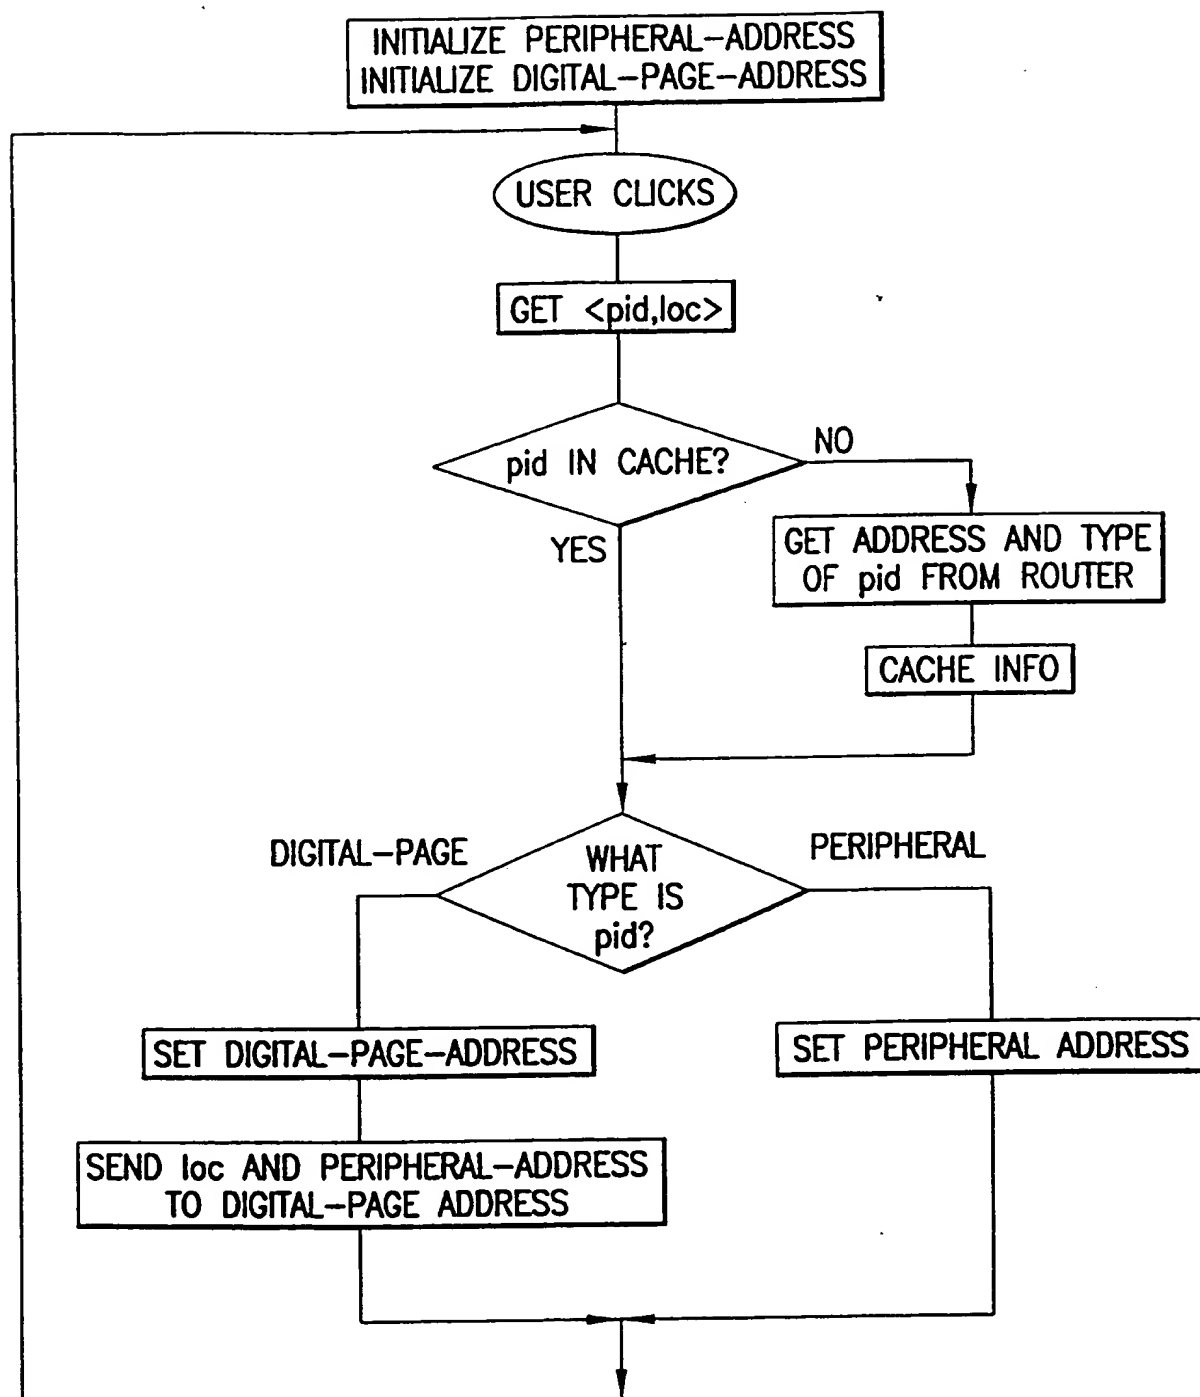 INITIALIZE PERIPHERAL-ADDRESS
INITIALIZE DIGITAL-PAGE-ADDRESS
USER CLICKS
GET <pid,loc>
pid IN CACHE?
NO
YES
GET ADDRESS AND TYPE
OF pid FROM ROUTER
CACHE INFO
DIGITAL-PAGE
WHAT
TYPE IS
pid?
PERIPHERAL
SET DIGITAL-PAGE-ADDRESS
SET PERIPHERAL ADDRESS
SEND loc AND PERIPHERAL-ADDRESS
TO DIGITAL-PAGE ADDRESS